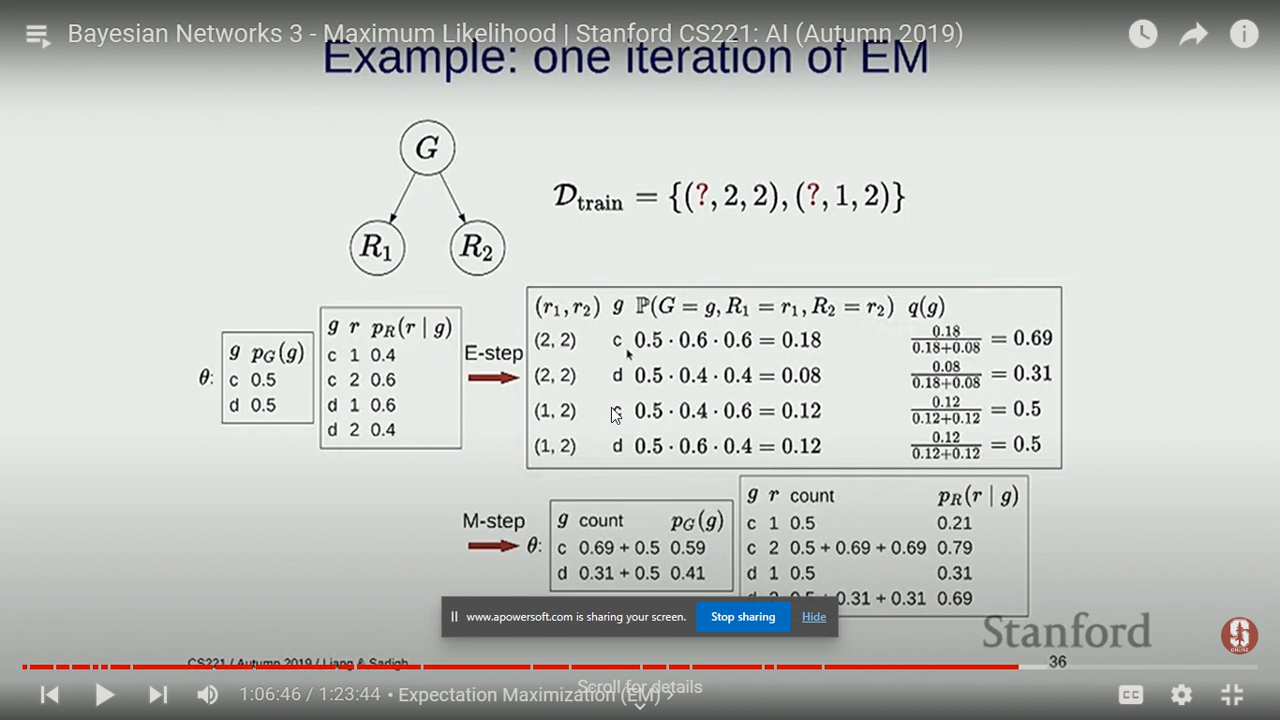 Bayesian Networks 3 - Maximum Likelihood | Stanford CS221: AI (Autumn 2019)
Example: one iteration of EM
G
R₁ R₂
𝒟train = {(?, 2, 2), (?, 1, 2)}
θ:
g pG(g)
c 0.5
d 0.5
g r pR(r | g)
c 1 0.4
c 2 0.6
d 1 0.6
d 2 0.4
E-step
(r₁, r₂) g ℙ(G = g, R₁ = r₁, R₂ = r₂) q(g)
(2, 2) c 0.5 · 0.6 · 0.6 = 0.18 0.18/(0.18+0.08) = 0.69
(2, 2) d 0.5 · 0.4 · 0.4 = 0.08 0.08/(0.18+0.08) = 0.31
(1, 2) c 0.5 · 0.4 · 0.6 = 0.12 0.12/(0.12+0.12) = 0.5
(1, 2) d 0.5 · 0.6 · 0.4 = 0.12 0.12/(0.12+0.12) = 0.5
M-step
θ:
g count pG(g)
c 0.69 + 0.5 0.59
d 0.31 + 0.5 0.41
g r count pR(r | g)
c 1 0.5 0.21
c 2 0.5 + 0.69 + 0.69 0.79
d 1 0.5 0.31
0.31 + 0.31 0.69
www.apowersoft.com is sharing your screen. Stop sharing Hide
Stanford
S
ONLINE
CS221 / Autumn 2019 / Liang & Sadigh
36
Scroll for details
1:06:46 / 1:23:44 • Expectation Maximization (EM) >
CC